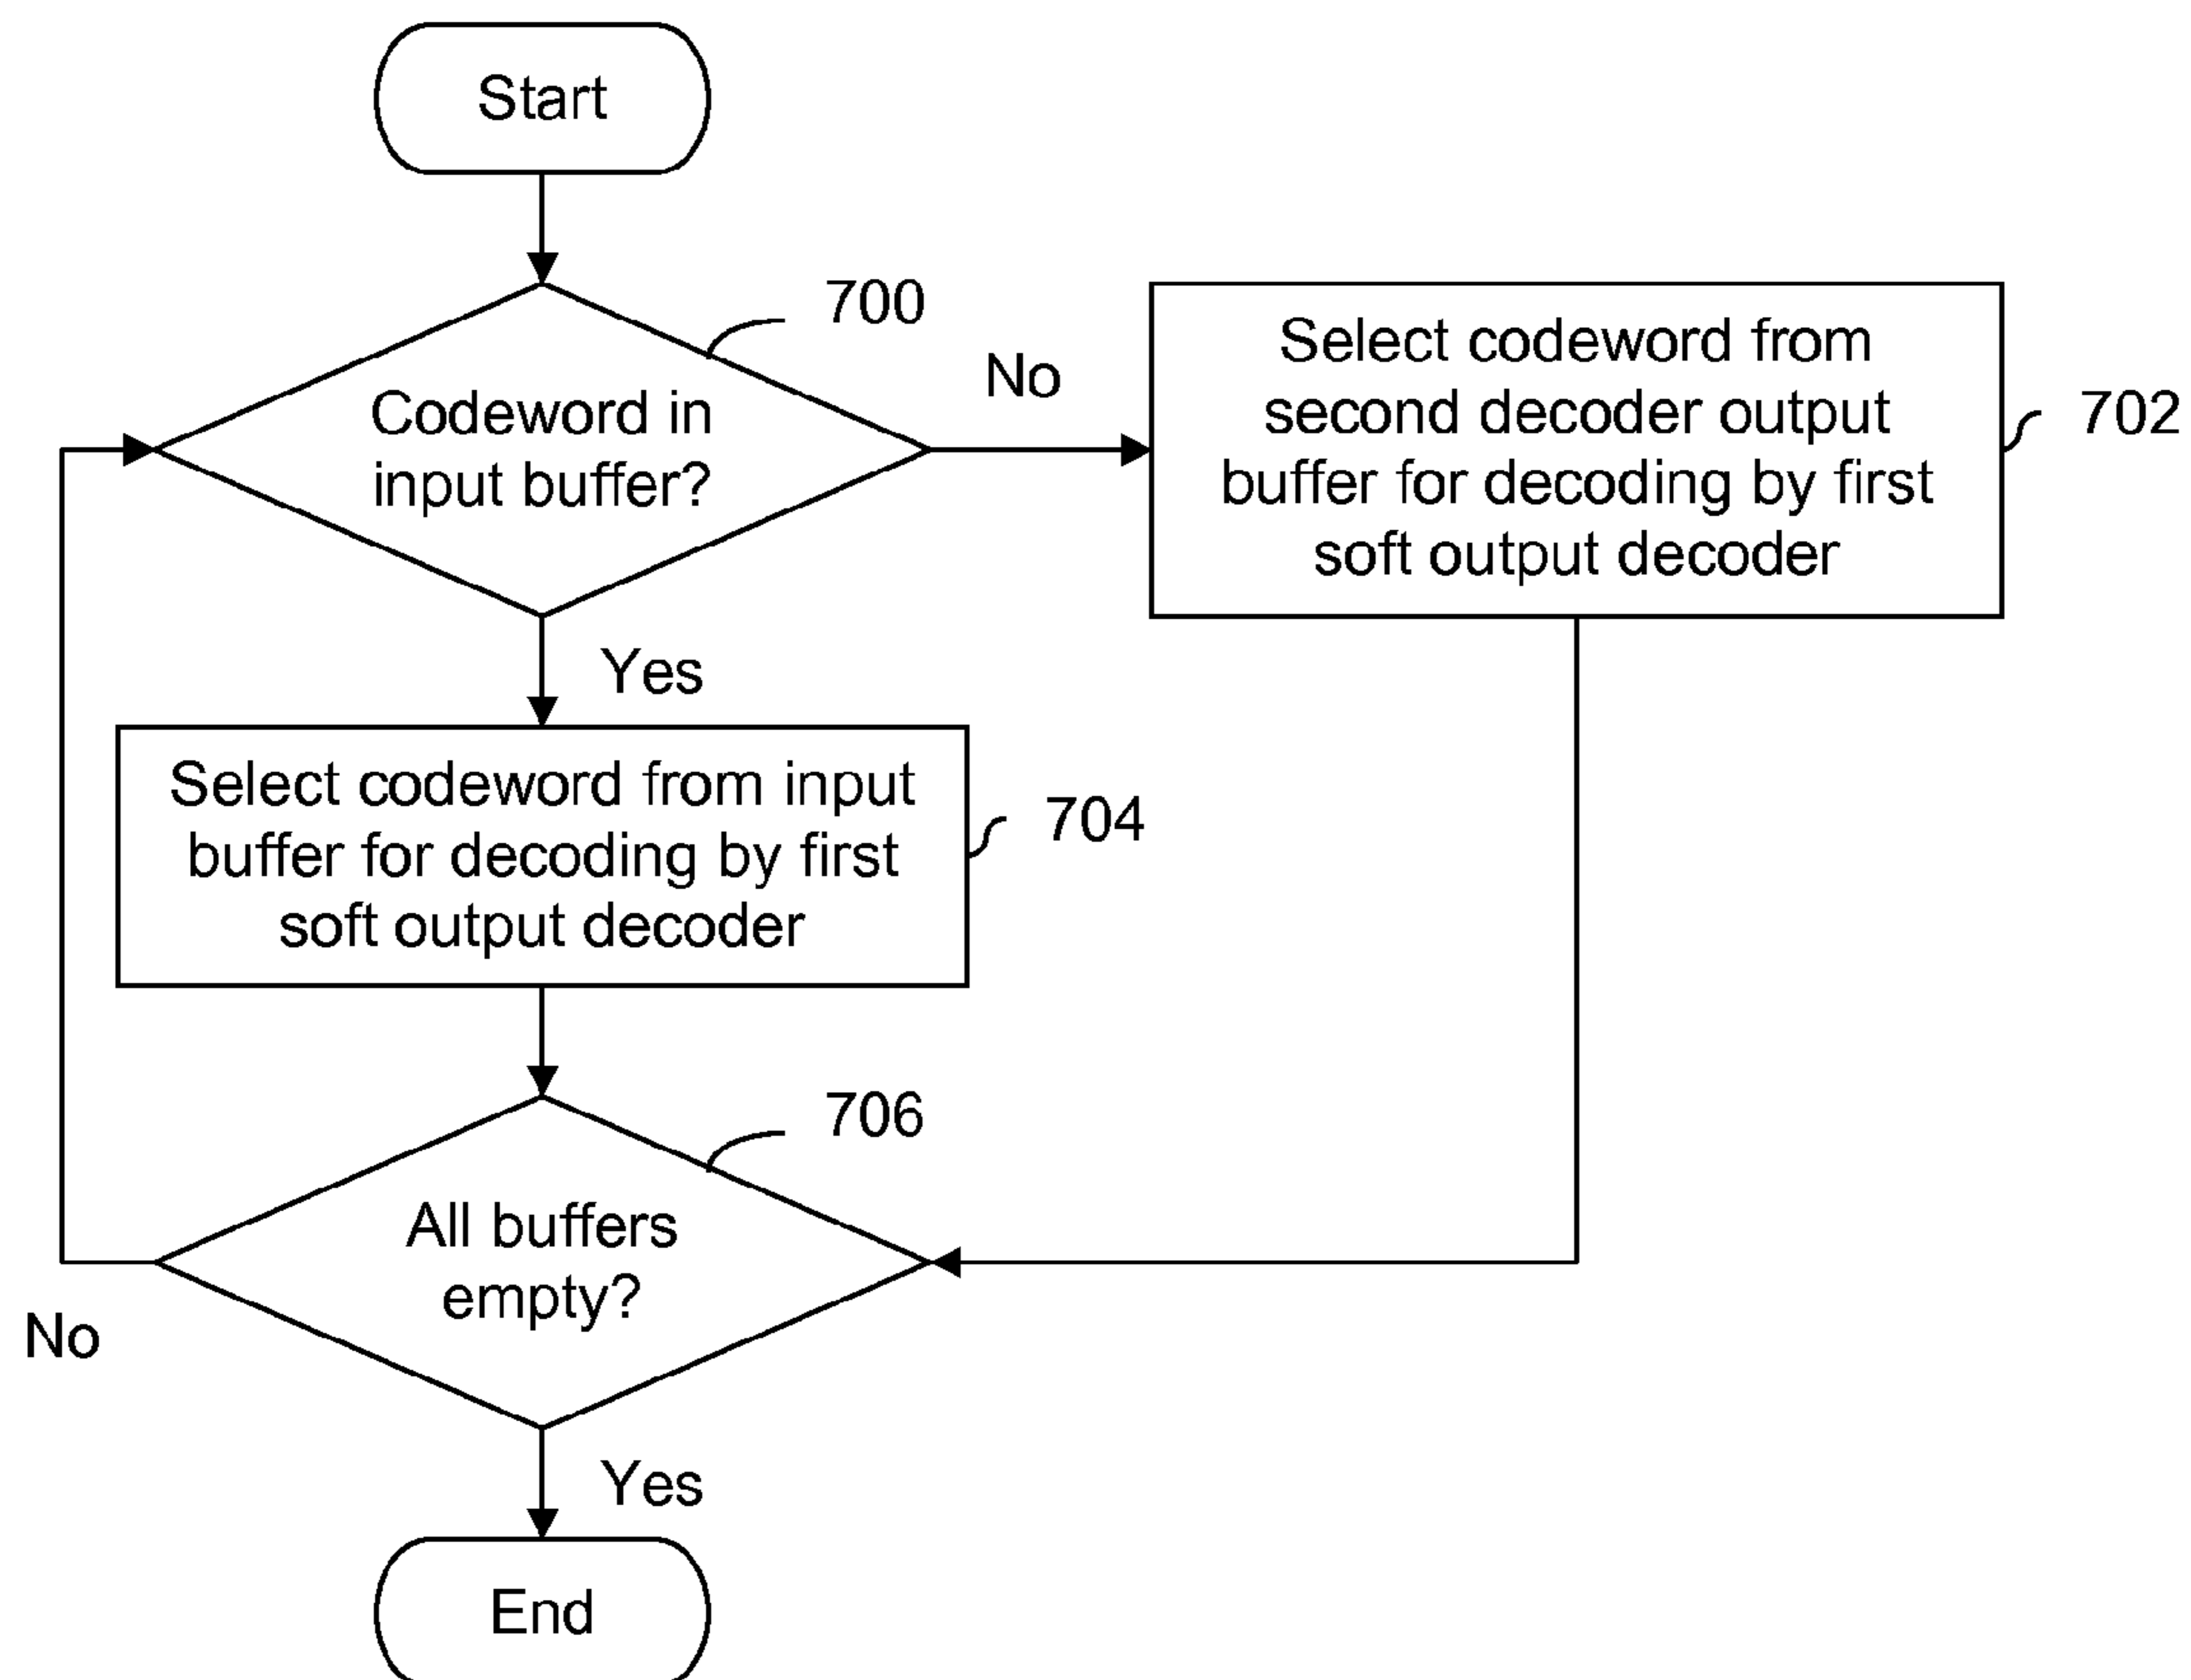 Start
700
Codeword in
input buffer?
No
Select codeword from
second decoder output
buffer for decoding by first
soft output decoder
702
Yes
Select codeword from input
buffer for decoding by first
soft output decoder
704
706
All buffers
empty?
No
Yes
End